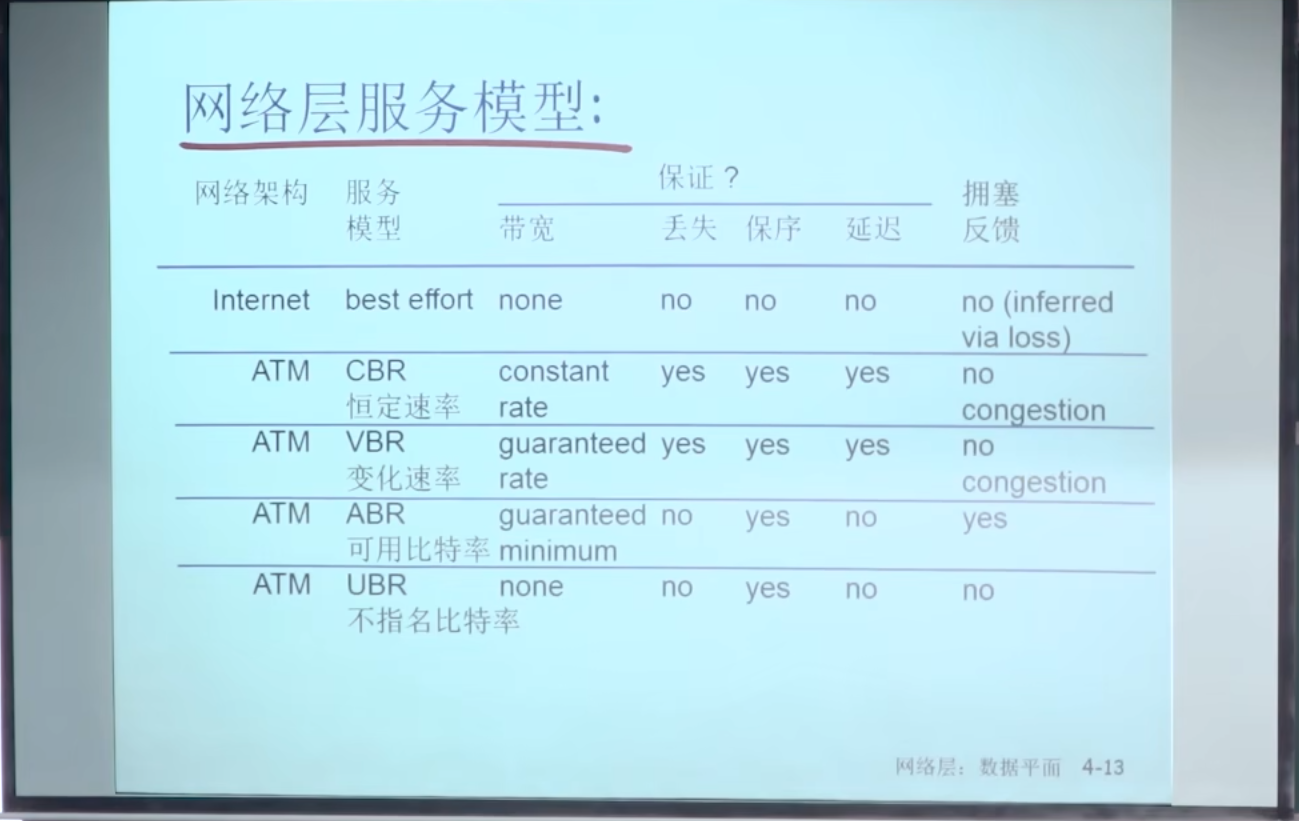 网络层服务模型:
保证？
网络架构 服务模型 带宽 丢失 保序 延迟 拥塞反馈
Internet best effort none no no no no (inferred via loss)
ATM CBR 恒定速率 constant rate yes yes yes no congestion
ATM VBR 变化速率 guaranteed rate yes yes yes no congestion
ATM ABR 可用比特率 guaranteed minimum no yes no yes
ATM UBR 不指名比特率 none no yes no no
网络层：数据平面 4-13